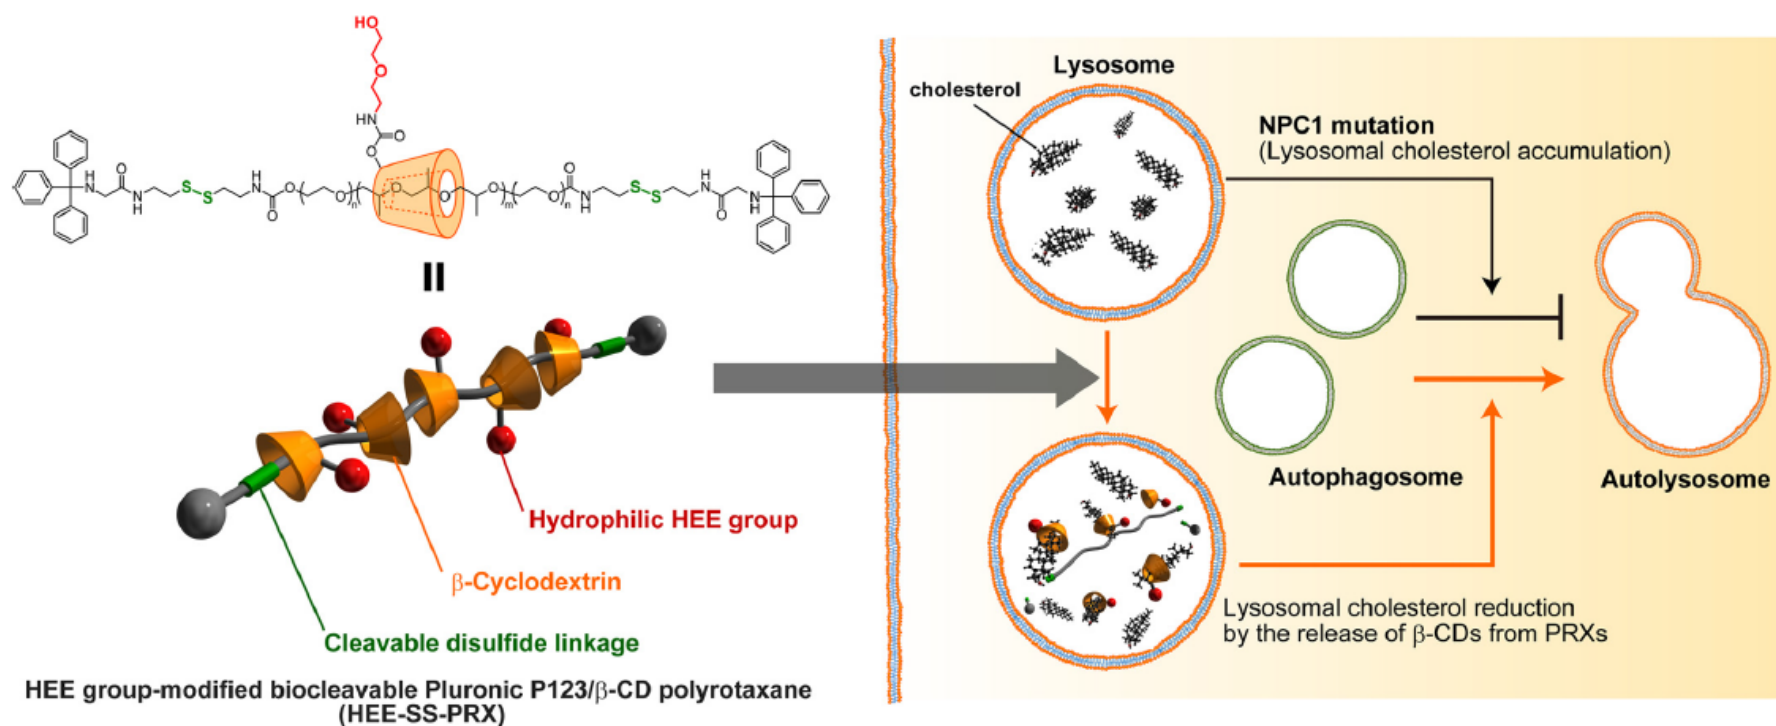 HO
O
HN
O
O
HN
O
N
H
S
S
H
N
O
O
O
n
O
O
m
O
n
O
O
N
H
S
S
H
N
O
HN
II
Hydrophilic HEE group
β-Cyclodextrin
Cleavable disulfide linkage
HEE group-modified biocleavable Pluronic P123/β-CD polyrotaxane
(HEE-SS-PRX)
Lysosome
cholesterol
NPC1 mutation
(Lysosomal cholesterol accumulation)
Autophagosome
Autolysosome
Lysosomal cholesterol reduction
by the release of β-CDs from PRXs